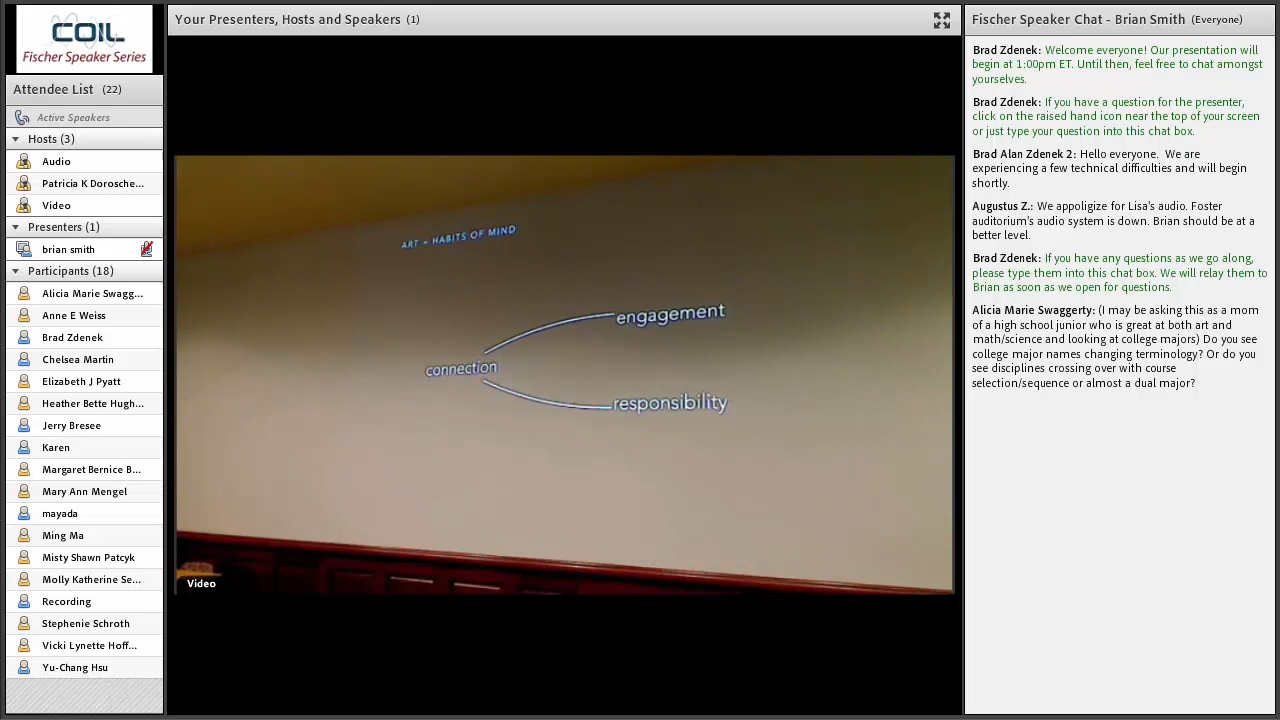 COIL
Fischer Speaker Series
Attendee List (22)
Active Speakers
Hosts (3)
Audio
Patricia K Dorosche...
Video
Presenters (1)
brian smith
Participants (18)
Alicia Marie Swagg...
Anne E Weiss
Brad Zdenek
Chelsea Martin
Elizabeth J Pyatt
Heather Bette Hugh...
Jerry Bresee
Karen
Margaret Bernice B...
Mary Ann Mengel
mayada
Ming Ma
Misty Shawn Patcyk
Molly Katherine Se...
Recording
Stephenie Schroth
Vicki Lynette Hoff...
Yu-Chang Hsu
Your Presenters, Hosts and Speakers (1)
ART = HABITS OF MIND
engagement
connection
responsibility
Video
Fischer Speaker Chat - Brian Smith (Everyone)
Brad Zdenek: Welcome everyone! Our presentation will
begin at 1:00pm ET. Until then, feel free to chat amongst
yourselves.
Brad Zdenek: If you have a question for the presenter,
click on the raised hand icon near the top of your screen
or just type your question into this chat box.
Brad Alan Zdenek 2: Hello everyone. We are
experiencing a few technical difficulties and will begin
shortly.
Augustus Z.: We appoligize for Lisa's audio. Foster
auditorium's audio system is down. Brian should be at a
better level.
Brad Zdenek: If you have any questions as we go along,
please type them into this chat box. We will relay them to
Brian as soon as we open for questions.
Alicia Marie Swaggerty: (I may be asking this as a mom
of a high school junior who is great at both art and
math/science and looking at college majors) Do you see
college major names changing terminology? Or do you
see disciplines crossing over with course
selection/sequence or almost a dual major?